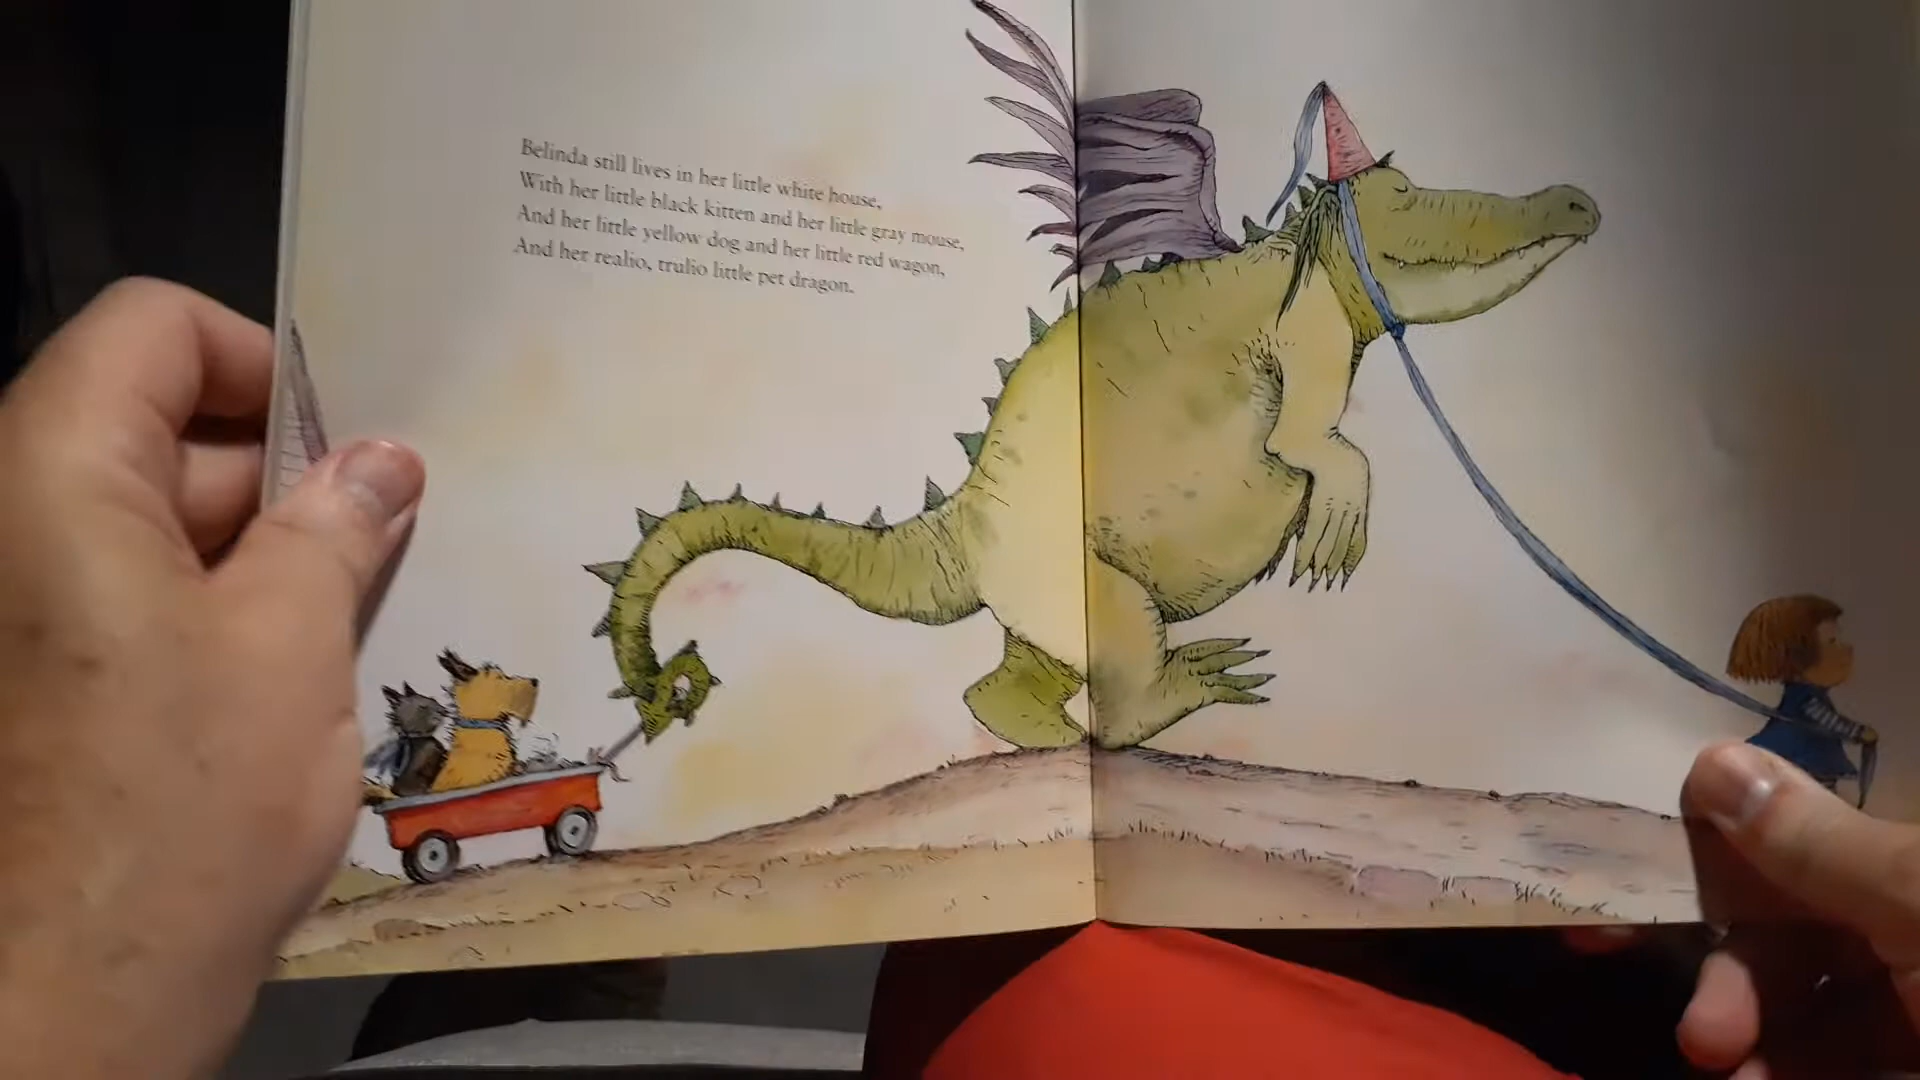 Belinda still lives in her little white house,
With her little black kitten and her little gray mouse,
And her little yellow dog and her little red wagon,
And her realio, trulio little pet dragon.